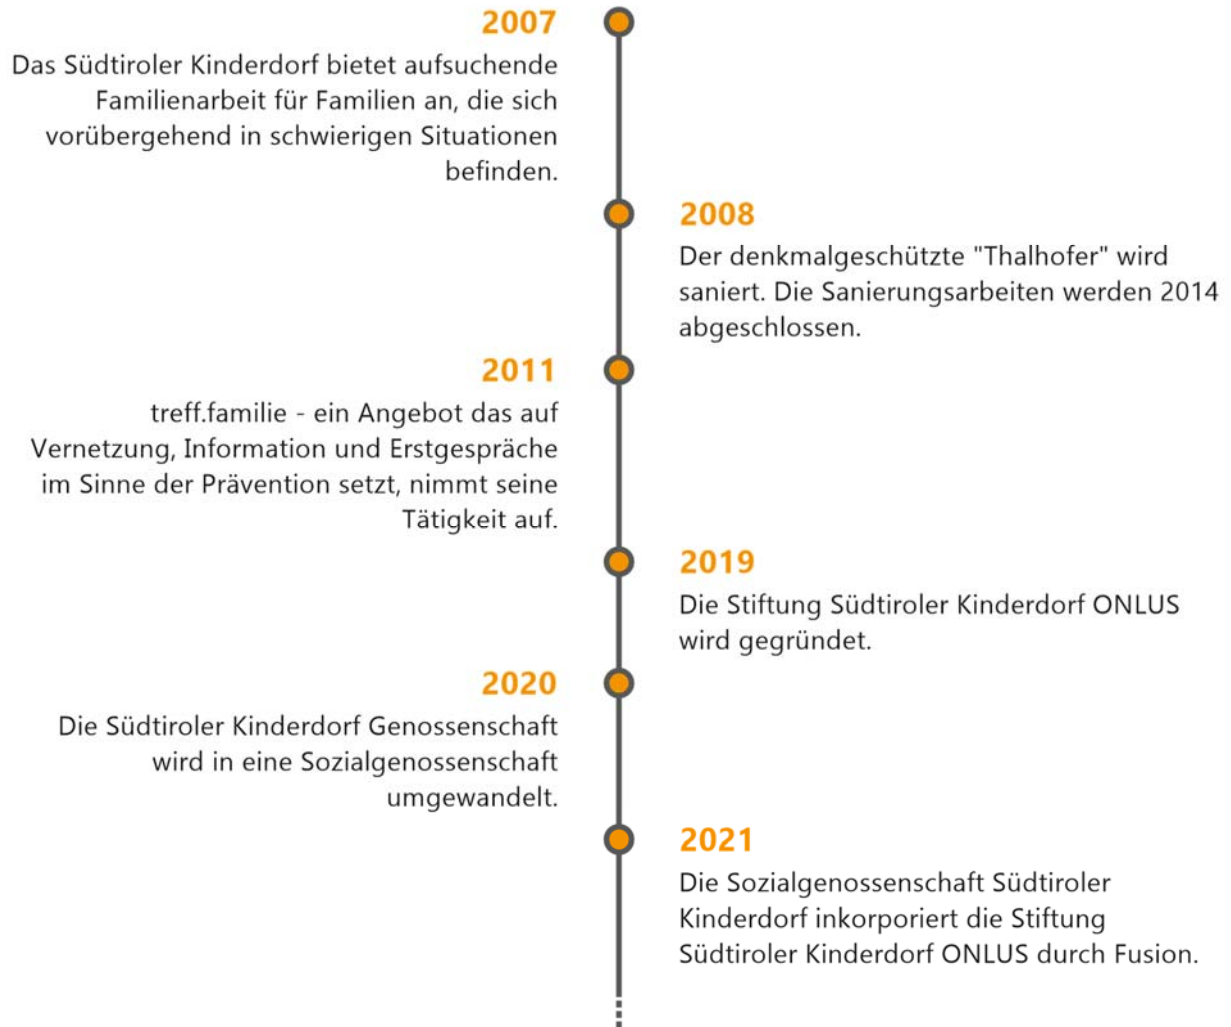 2007
Das Südtiroler Kinderdorf bietet aufsuchende
Familienarbeit für Familien an, die sich
vorübergehend in schwierigen Situationen
befinden.
2008
Der denkmalgeschützte "Thalhofer" wird
saniert. Die Sanierungsarbeiten werden 2014
abgeschlossen.
2011
treff.familie - ein Angebot das auf
Vernetzung, Information und Erstgespräche
im Sinne der Prävention setzt, nimmt seine
Tätigkeit auf.
2019
Die Stiftung Südtiroler Kinderdorf ONLUS
wird gegründet.
2020
Die Südtiroler Kinderdorf Genossenschaft
wird in eine Sozialgenossenschaft
umgewandelt.
2021
Die Sozialgenossenschaft Südtiroler
Kinderdorf inkorporiert die Stiftung
Südtiroler Kinderdorf ONLUS durch Fusion.